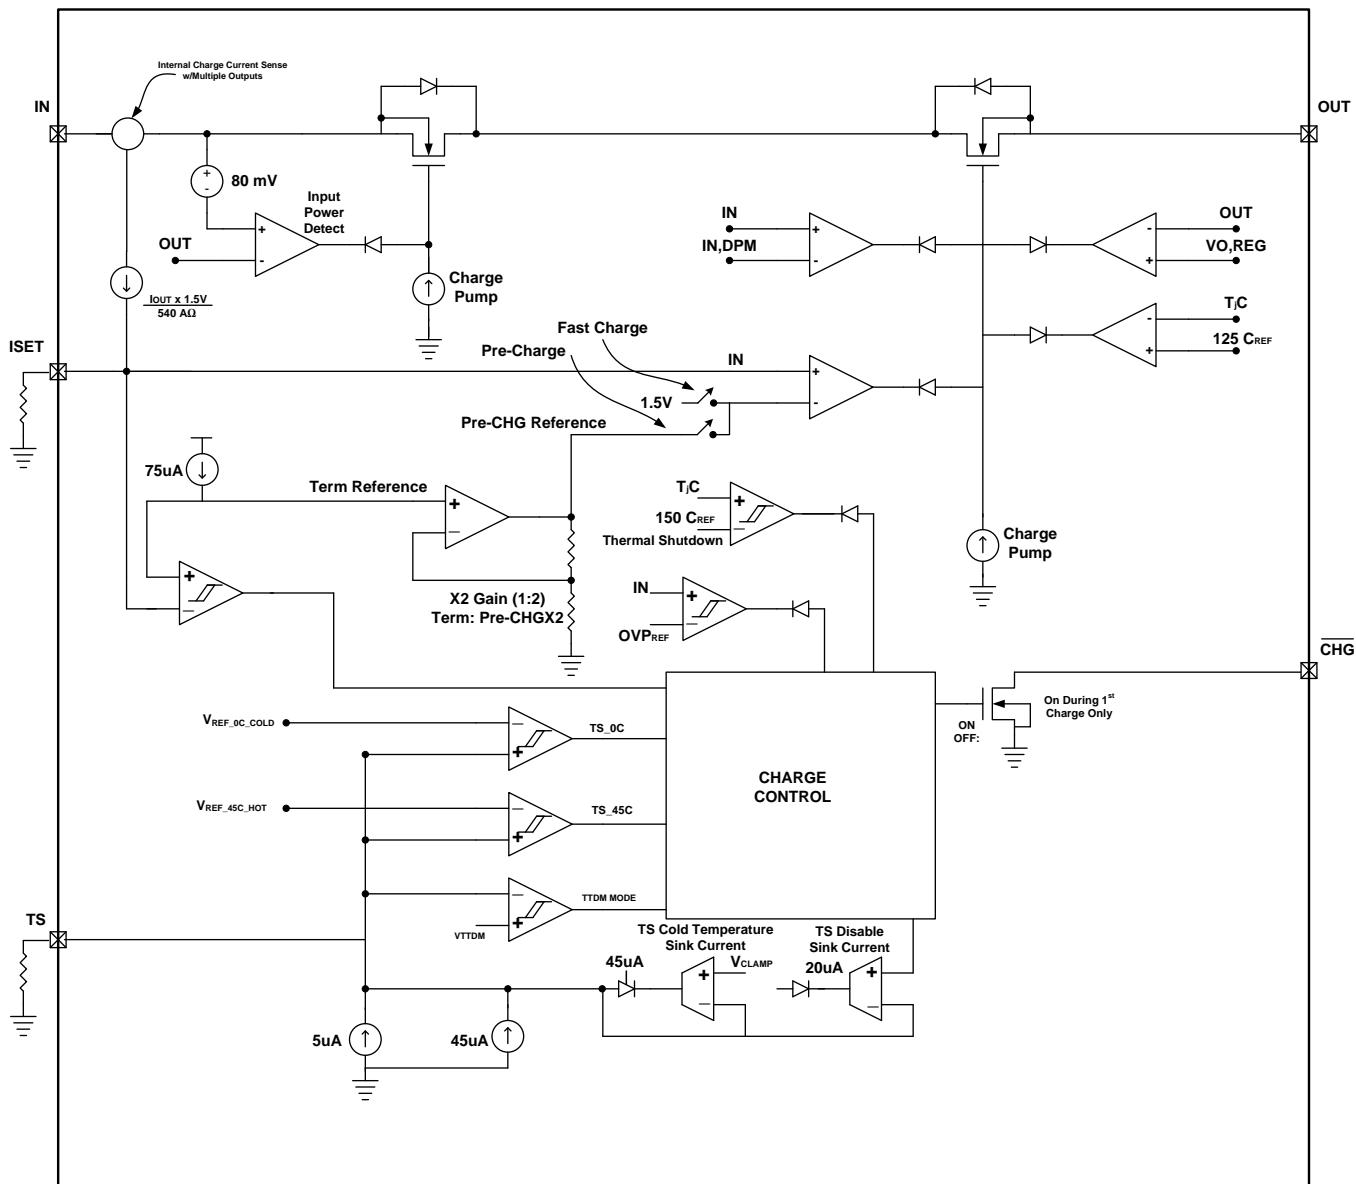 Internal Charge Current Sense
w/Multiple Outputs
IN
OUT
80 mV
Input
Power
Detect
OUT
+
-
+
-
Charge
Pump
IOUT x 1.5V
540 AΩ
IN
IN,DPM
+
-
OUT
VO,REG
-
+
TjC
125 CREF
-
+
ISET
Fast Charge
Pre-Charge
IN
1.5V
+
-
Pre-CHG Reference
75uA
Term Reference
+
–
TjC
150 CREF
Thermal Shutdown
+
–
Charge
Pump
+
–
X2 Gain (1:2)
Term: Pre-CHGX2
IN
OVPREF
+
–
CHG
VREF_0C_COLD
–
+
TS_0C
ON
OFF:
On During 1st
Charge Only
CHARGE
CONTROL
VREF_45C_HOT
–
+
TS_45C
TS
–
+
VTTDM
TTDM MODE
TS Cold Temperature
Sink Current
TS Disable
Sink Current
45uA
VCLAMP
+
–
20uA
+
–
5uA
45uA